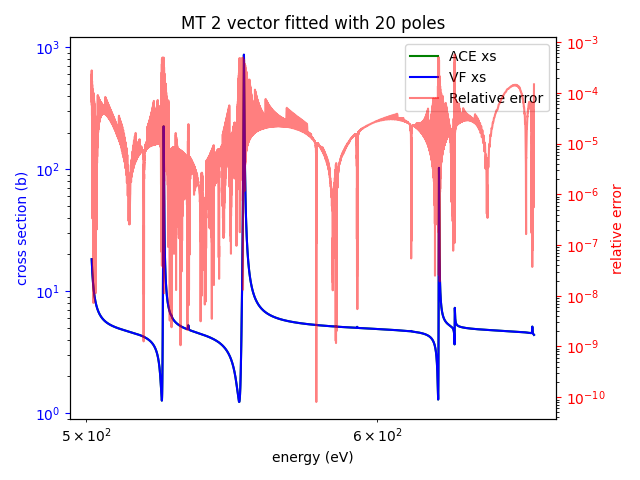 MT 2 vector fitted with 20 poles
ACE xs
VF xs
Relative error
cross section (b)
10³
10²
10¹
10⁰
relative error
10⁻³
10⁻⁴
10⁻⁵
10⁻⁶
10⁻⁷
10⁻⁸
10⁻⁹
10⁻¹⁰
5 × 10²
6 × 10²
energy (eV)